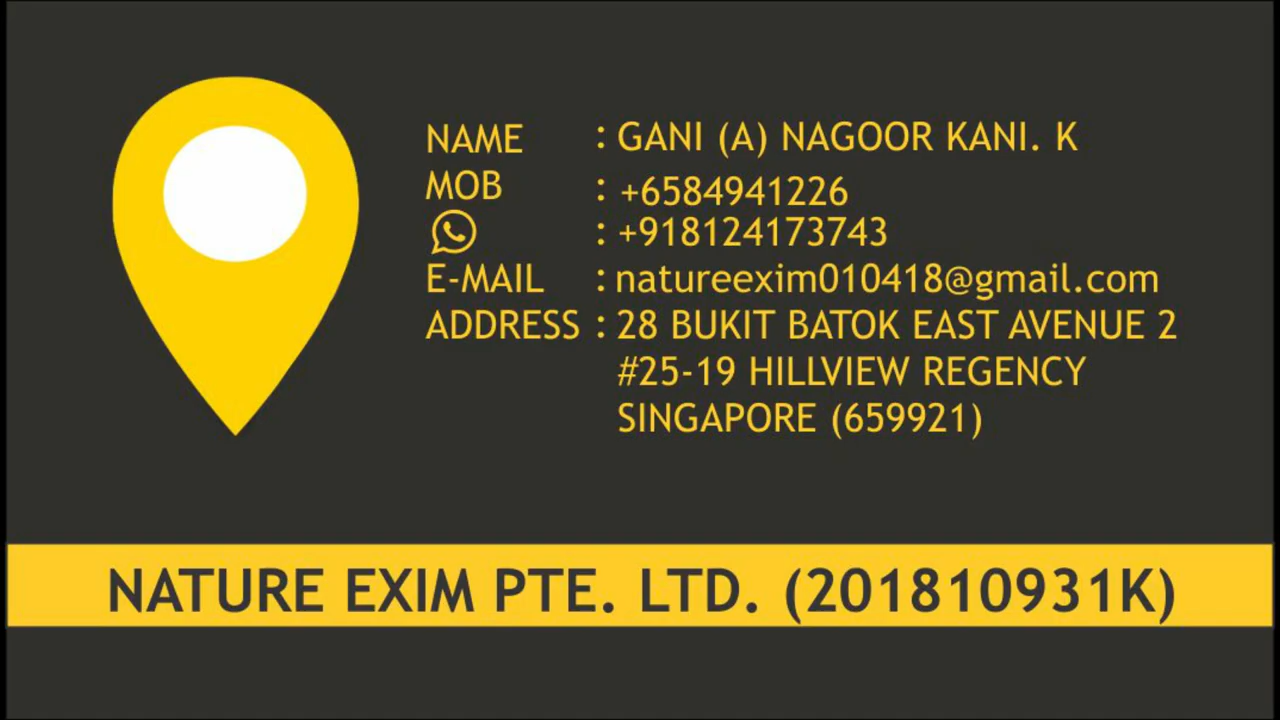 NAME : GANI (A) NAGOOR KANI. K
MOB : +6584941226
: +918124173743
E-MAIL : natureexim010418@gmail.com
ADDRESS : 28 BUKIT BATOK EAST AVENUE 2
#25-19 HILLVIEW REGENCY
SINGAPORE (659921)
NATURE EXIM PTE. LTD. (201810931K)